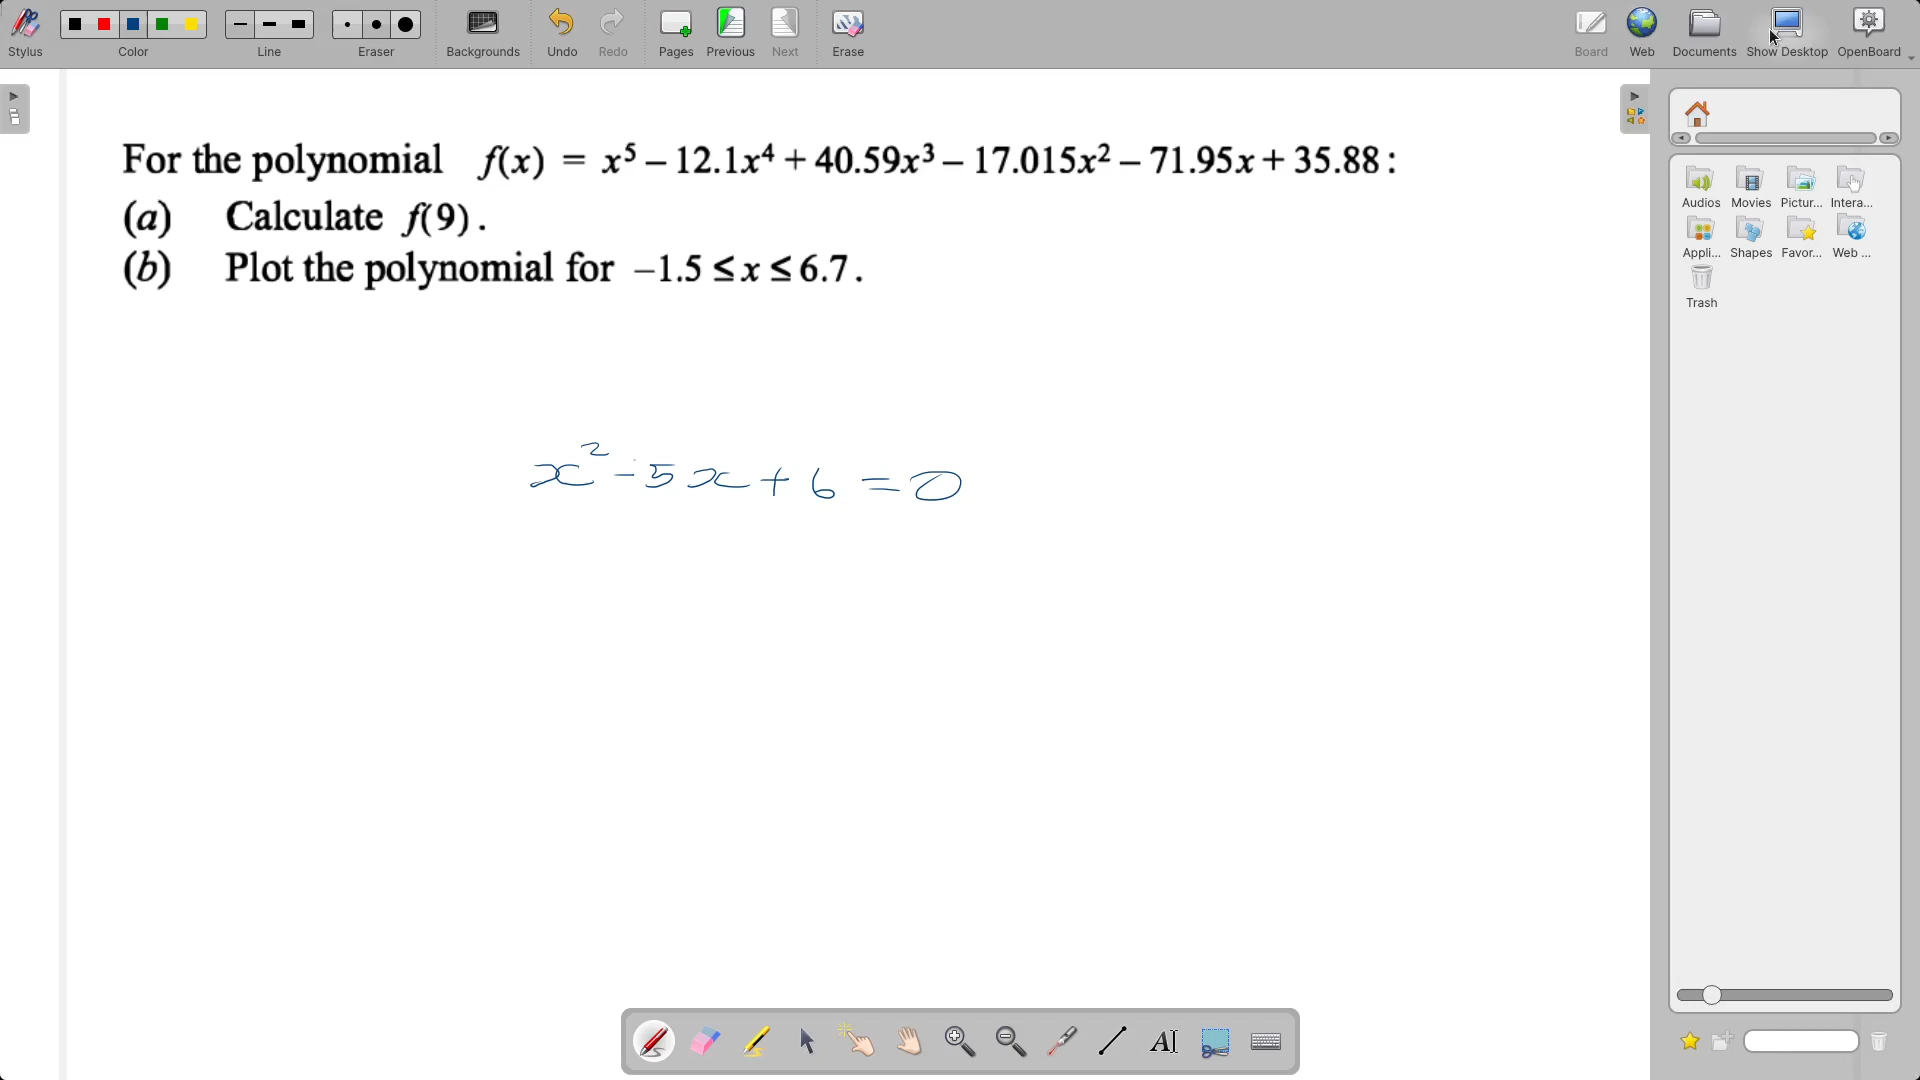 Stylus Color Line Eraser Backgrounds Undo Redo Pages Previous Next Erase Board Web Documents Show Desktop OpenBoard
For the polynomial f(x) = x⁵ – 12.1x⁴ + 40.59x³ – 17.015x² – 71.95x + 35.88:
(a) Calculate f(9).
(b) Plot the polynomial for –1.5 ≤ x ≤ 6.7.
x² - 5x + 6 = 0
Audios Movies Pictur... Intera...
Appli... Shapes Favor... Web ...
Trash
AI